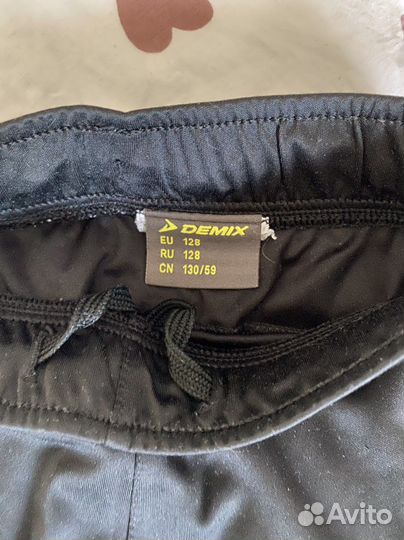 DEMIX
EU 128
RU 128
CN 130/59
Avito